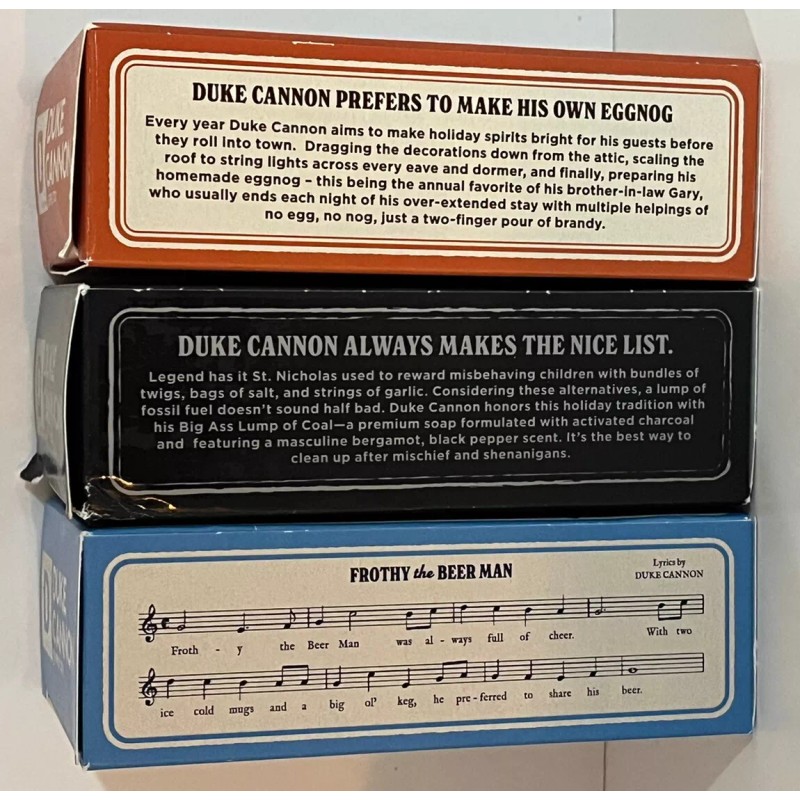 DUKE
CANNON
DUKE CANNON PREFERS TO MAKE HIS OWN EGGNOG
Every year Duke Cannon aims to make holiday spirits bright for his guests before
they roll into town. Dragging the decorations down from the attic, scaling the
roof to string lights across every eave and dormer, and finally, preparing his
homemade eggnog – this being the annual favorite of his brother-in-law Gary,
who usually ends each night of his over-extended stay with multiple helpings of
no egg, no nog, just a two-finger pour of brandy.
DUKE CANNON ALWAYS MAKES THE NICE LIST.
Legend has it St. Nicholas used to reward misbehaving children with bundles of
twigs, bags of salt, and strings of garlic. Considering these alternatives, a lump of
fossil fuel doesn't sound half bad. Duke Cannon honors this holiday tradition with
his Big Ass Lump of Coal—a premium soap formulated with activated charcoal
and featuring a masculine bergamot, black pepper scent. It's the best way to
clean up after mischief and shenanigans.
DUKE
CANNON
FROTHY the BEER MAN
Lyrics by
DUKE CANNON
Froth - y the Beer Man was al - ways full of cheer. With two
ice cold mugs and a big ol' keg, he pre - ferred to share his beer.